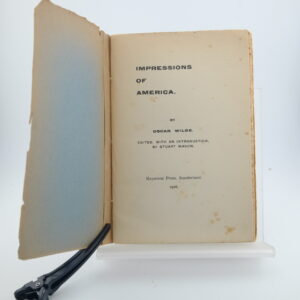 IMPRESSIONS
OF
AMERICA.
BY
OSCAR WILDE.
EDITED, WITH AN INTRODUCTION,
BY STUART MASON.
Keystone Press, Sunderland
1906.